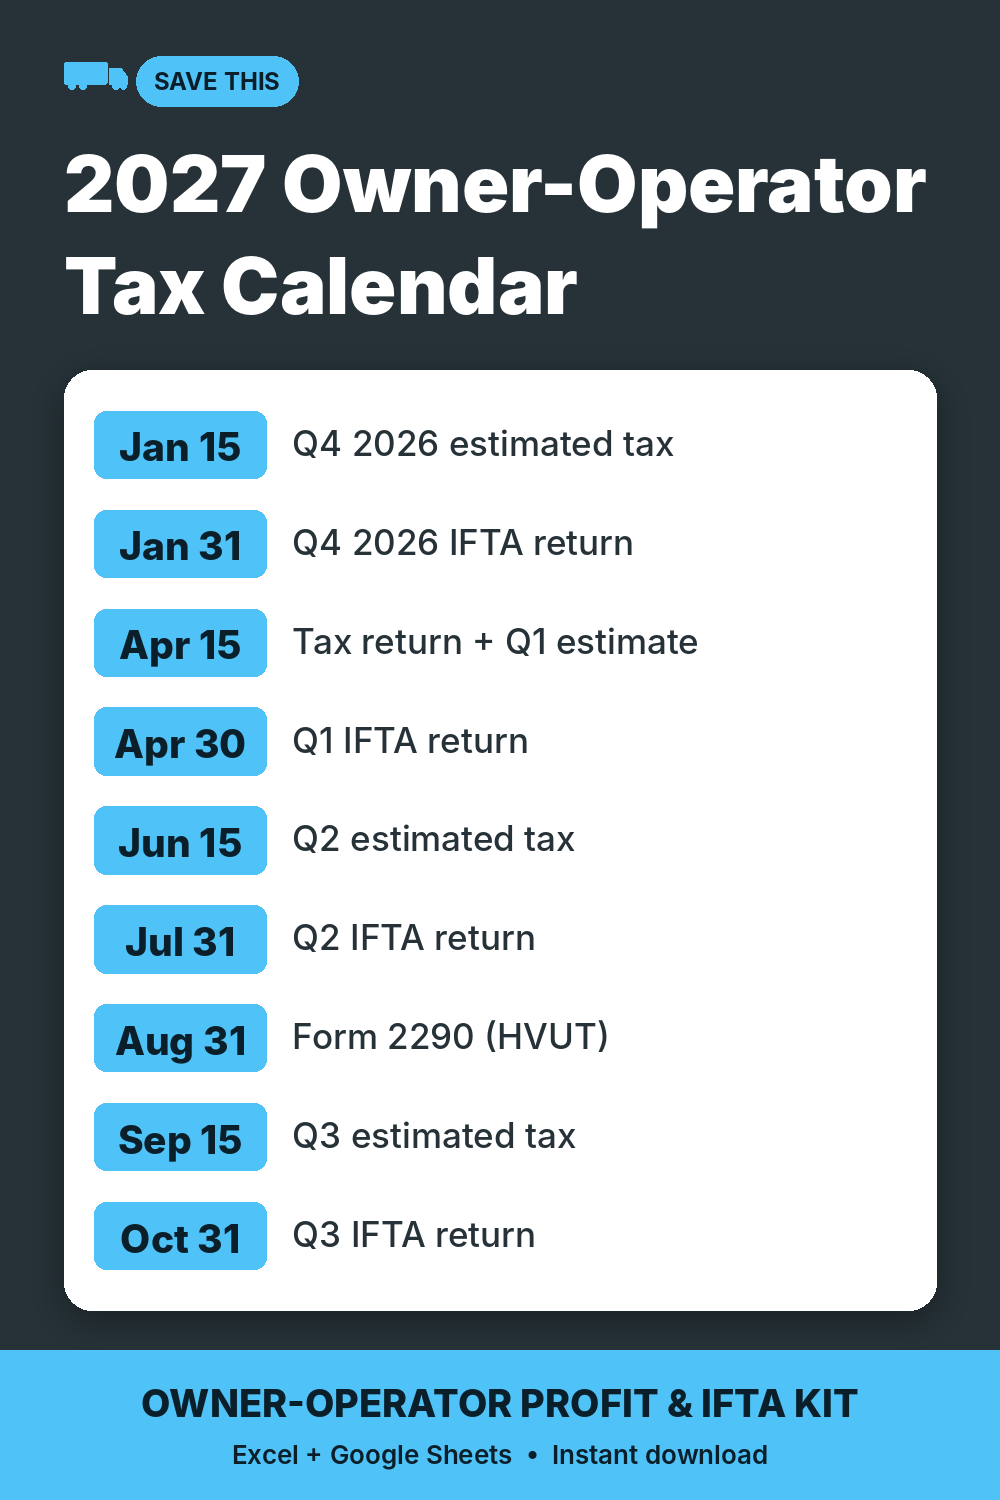 SAVE THIS
2027 Owner-Operator
Tax Calendar
Jan 15 Q4 2026 estimated tax
Jan 31 Q4 2026 IFTA return
Apr 15 Tax return + Q1 estimate
Apr 30 Q1 IFTA return
Jun 15 Q2 estimated tax
Jul 31 Q2 IFTA return
Aug 31 Form 2290 (HVUT)
Sep 15 Q3 estimated tax
Oct 31 Q3 IFTA return
OWNER-OPERATOR PROFIT & IFTA KIT
Excel + Google Sheets • Instant download